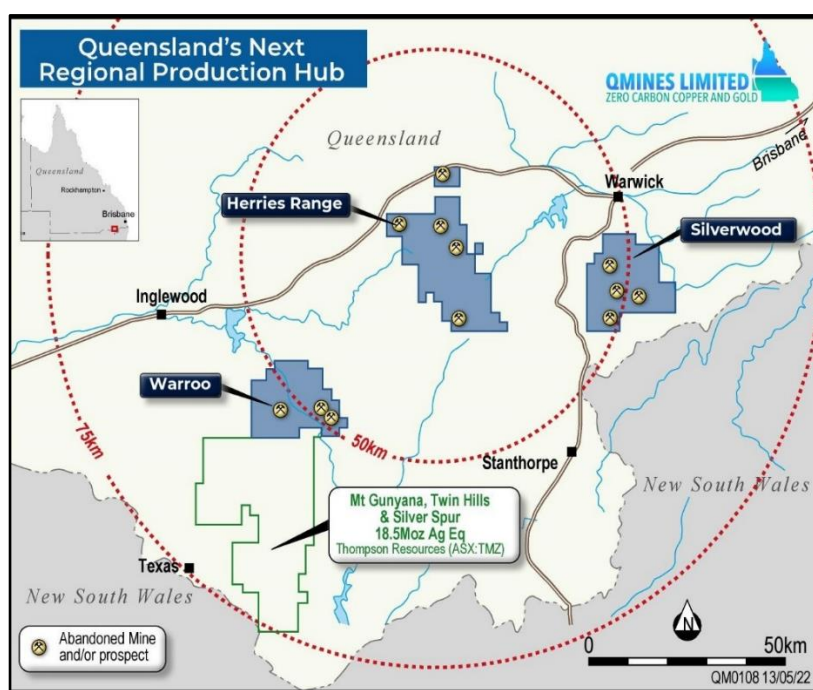 Queensland's Next
Regional Production Hub
QMINES LIMITED
ZERO CARBON COPPER AND GOLD
Queensland
Rockhampton
Brisbane
Queensland
Brisbane
Warwick
Herries Range
Silverwood
Inglewood
Warroo
75km
50km
Stanthorpe
New South Wales
Mt Gunyana, Twin Hills
& Silver Spur
18.5Moz Ag Eq
Thompson Resources (ASX:TMZ)
Texas
New South Wales
Abandoned Mine
and/or prospect
N
0
50km
QM0108 13/05/22